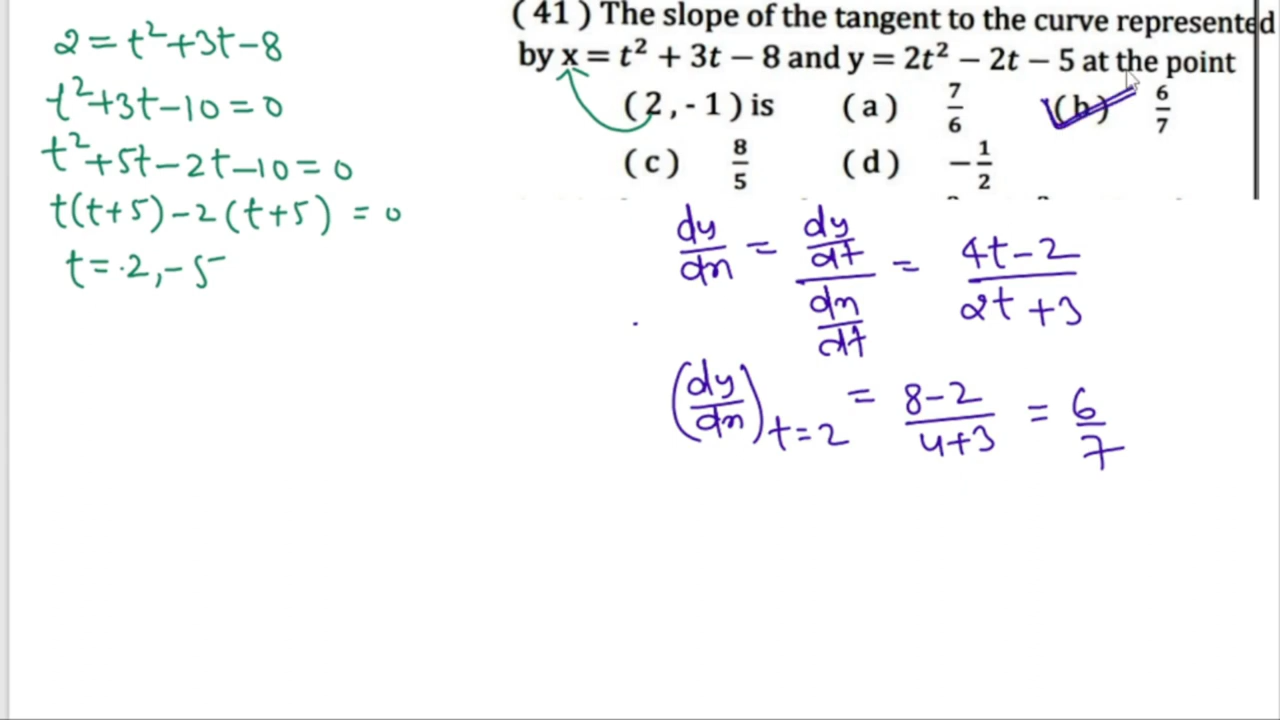 2 = t² + 3t - 8
t² + 3t - 10 = 0
t² + 5t - 2t - 10 = 0
t(t+5) - 2(t+5) = 0
t = 2, -5
( 41 ) The slope of the tangent to the curve represented
by x = t² + 3t − 8 and y = 2t² − 2t − 5 at the point
( 2 , - 1 ) is ( a ) 7/6 ( b ) 6/7
( c ) 8/5 ( d ) −1/2
dy/dx = (dy/dt)/(dx/dt) = (4t-2)/(2t+3)
(dy/dx) t=2 = (8-2)/(4+3) = 6/7